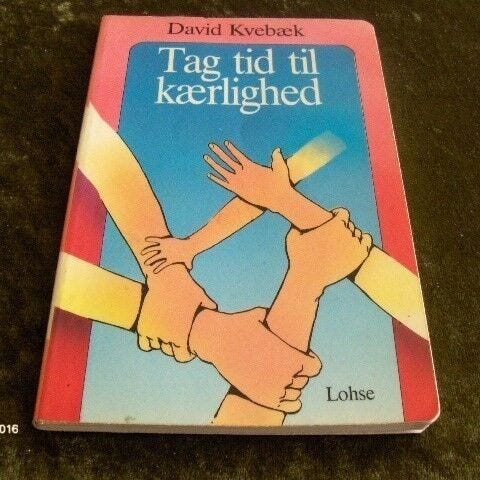 David Kvebæk
Tag tid til
kærlighed
Lohse
016